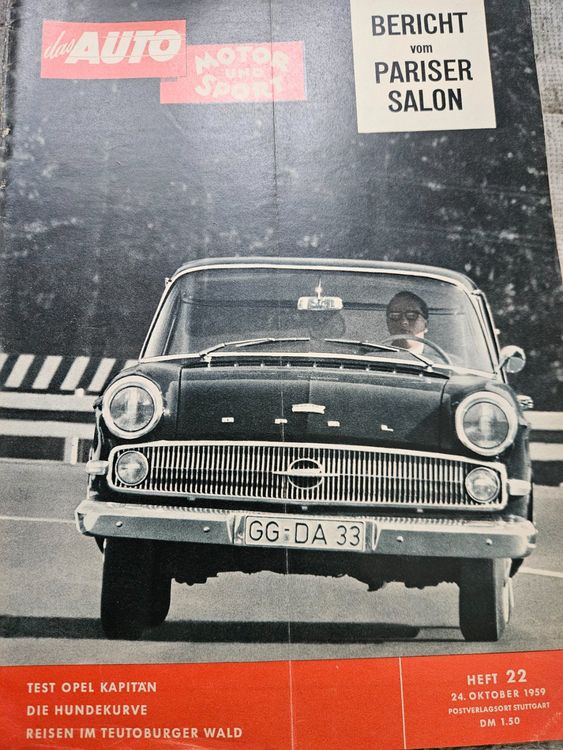 das AUTO
MOTOR
UND
SPORT
BERICHT
vom
PARISER
SALON
OPEL
GG-DA 33
TEST OPEL KAPITÄN
DIE HUNDEKURVE
REISEN IM TEUTOBURGER WALD
HEFT 22
24. OKTOBER 1959
POSTVERLAGSORT STUTTGART
DM 1.50